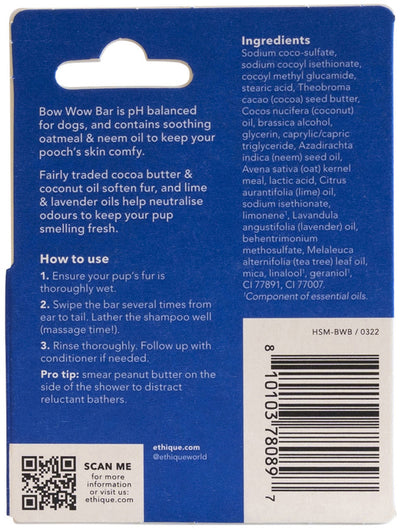 Bow Wow Bar is pH balanced
for dogs, and contains soothing
oatmeal & neem oil to keep your
pooch's skin comfy.
Fairly traded cocoa butter &
coconut oil soften fur, and lime
& lavender oils help neutralise
odours to keep your pup
smelling fresh.
How to use
1. Ensure your pup's fur is
thoroughly wet.
2. Swipe the bar several times from
ear to tail. Lather the shampoo well
(massage time!).
3. Rinse thoroughly. Follow up with
conditioner if needed.
Pro tip: smear peanut butter on the
side of the shower to distract
reluctant bathers.
SCAN ME
for more
information
or visit us:
ethique.com
ethique.com
@ethiqueworld
Ingredients
Sodium coco-sulfate,
sodium cocoyl isethionate,
cocoyl methyl glucamide,
stearic acid, Theobroma
cacao (cocoa) seed butter,
Cocos nucifera (coconut)
oil, brassica alcohol,
glycerin, caprylic/capric
triglyceride, Azadirachta
indica (neem) seed oil,
Avena sativa (oat) kernel
meal, lactic acid, Citrus
aurantifolia (lime) oil,
sodium isethionate,
limonene¹, Lavandula
angustifolia (lavender) oil,
behentrimonium
methosulfate, Melaleuca
alternifolia (tea tree) leaf oil,
mica, linalool¹, geraniol¹,
CI 77891, CI 77007.
¹Component of essential oils.
HSM-BWB / 0322
8 10103 78089 7